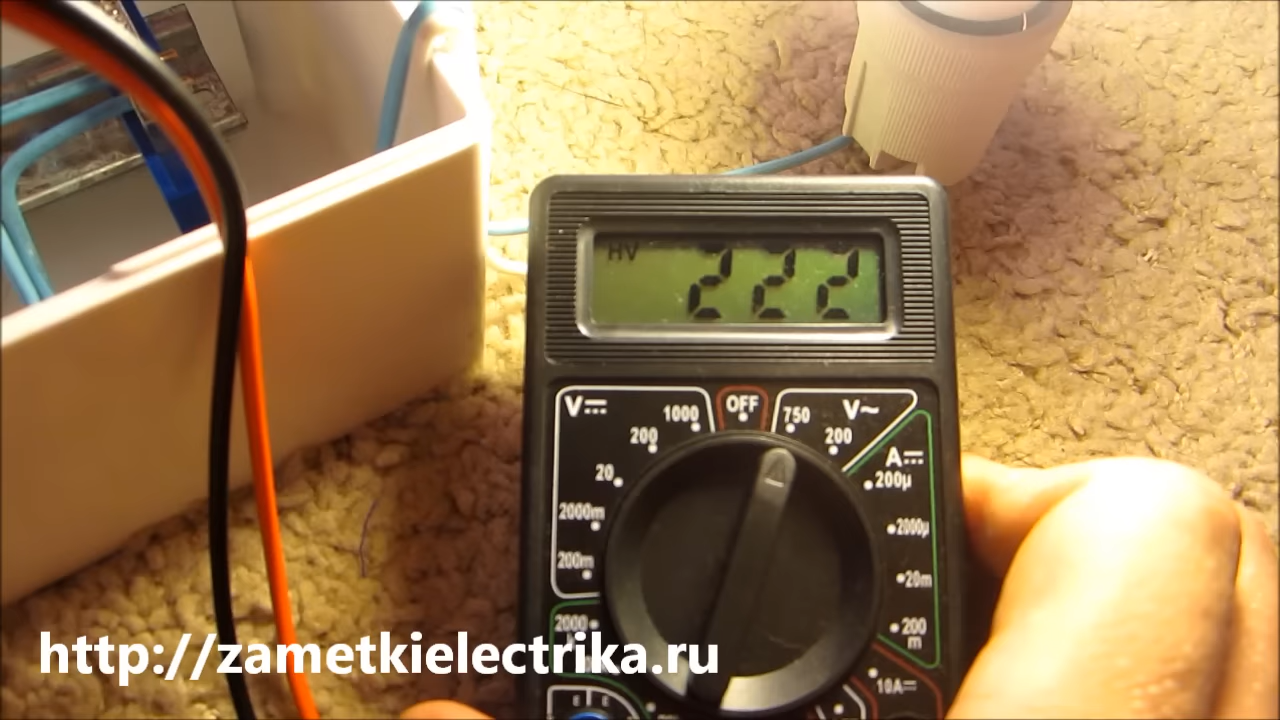 HV 222
V⎓ 1000 OFF 750 V~
200 200
20 A⎓
200µ
2000m 2000µ
200m 20m
2000 200
k m
10A⎓
http://zametkielectrika.ru